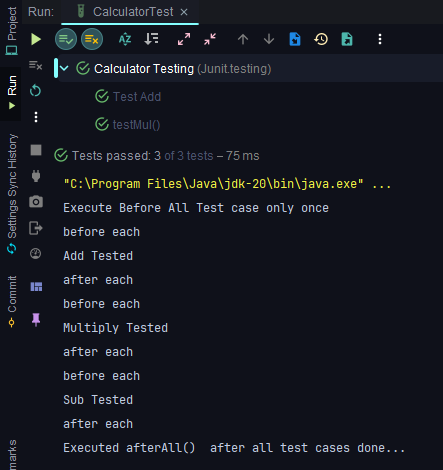 Run: CalculatorTest ×
Project
Run
Settings Sync History
Commit
marks
Calculator Testing (Junit.testing)
Test Add
testMul()
Tests passed: 3 of 3 tests – 75 ms
"C:\Program Files\Java\jdk-20\bin\java.exe" ...
Execute Before All Test case only once
before each
Add Tested
after each
before each
Multiply Tested
after each
before each
Sub Tested
after each
Executed afterAll()  after all test cases done...